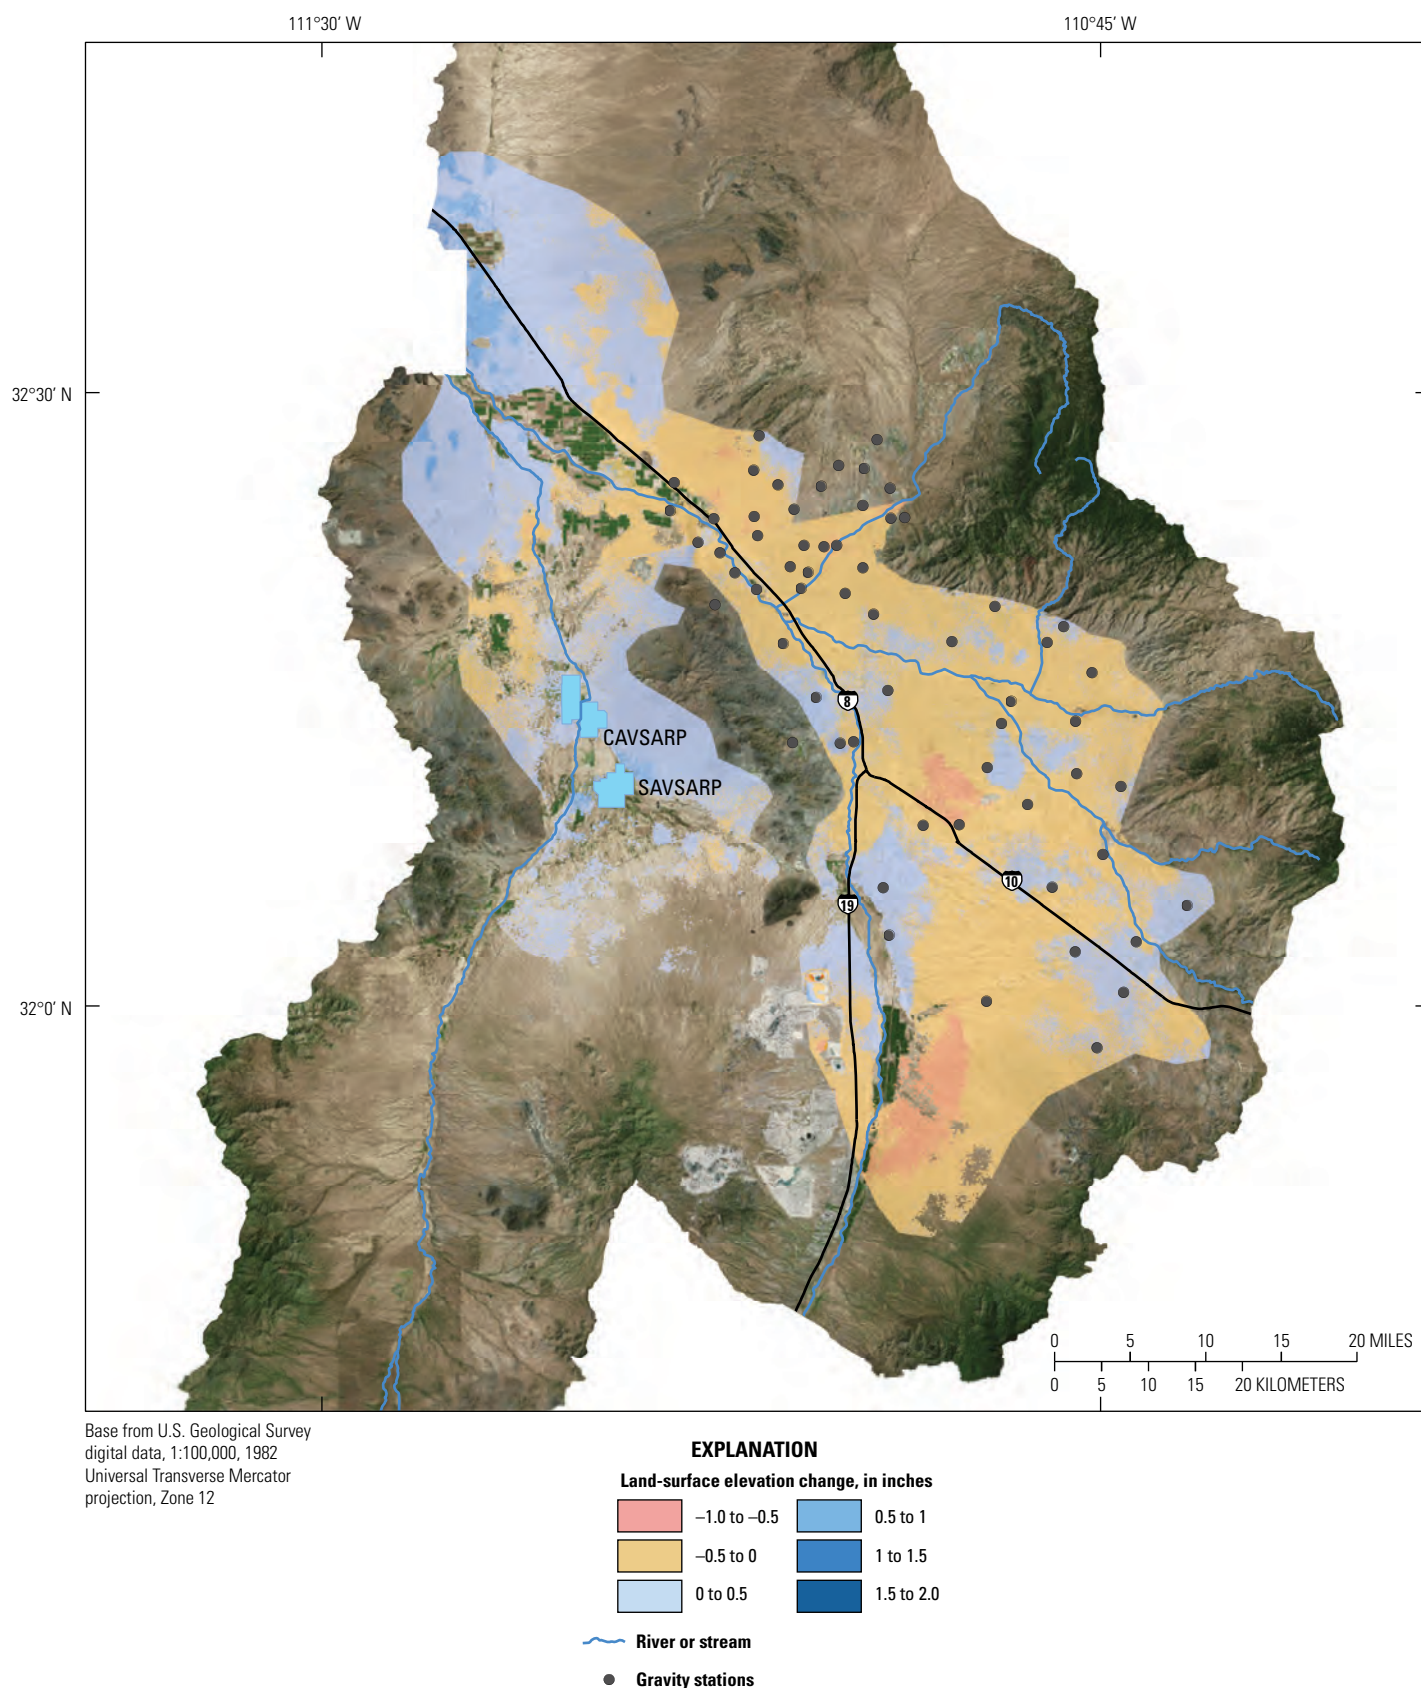 111°30′ W
110°45′ W
32°30′ N
8
CAVSARP
SAVSARP
10
19
32°0′ N
0 5 10 15 20 MILES
0 5 10 15 20 KILOMETERS
Base from U.S. Geological Survey
digital data, 1:100,000, 1982
Universal Transverse Mercator
projection, Zone 12
EXPLANATION
Land-surface elevation change, in inches
–1.0 to –0.5
0.5 to 1
–0.5 to 0
1 to 1.5
0 to 0.5
1.5 to 2.0
River or stream
Gravity stations